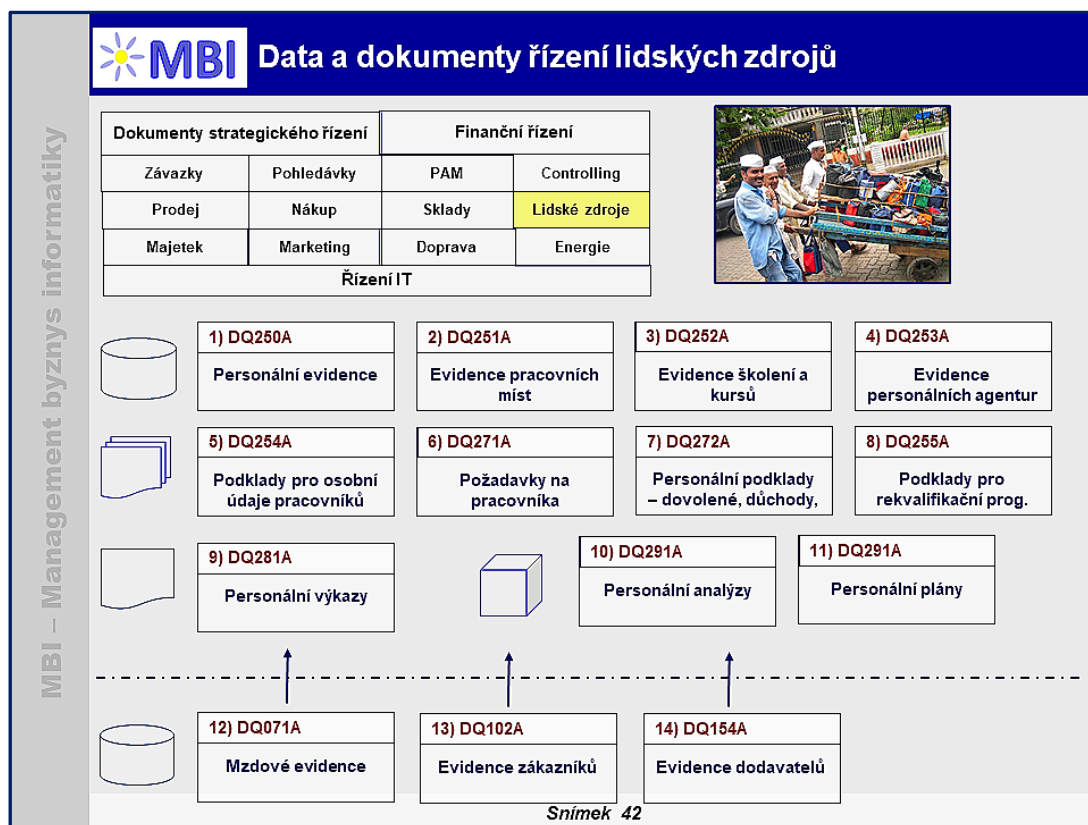 MBI – Management byznys informatiky
MBI
Data a dokumenty řízení lidských zdrojů
Dokumenty strategického řízení
Finanční řízení
Závazky
Pohledávky
PAM
Controlling
Prodej
Nákup
Sklady
Lidské zdroje
Majetek
Marketing
Doprava
Energie
Řízení IT
1) DQ250A
Personální evidence
2) DQ251A
Evidence pracovních
míst
3) DQ252A
Evidence školení a
kursů
4) DQ253A
Evidence
personálních agentur
5) DQ254A
Podklady pro osobní
údaje pracovníků
6) DQ271A
Požadavky na
pracovníka
7) DQ272A
Personální podklady
– dovolené, důchody,
8) DQ255A
Podklady pro
rekvalifikační prog.
9) DQ281A
Personální výkazy
10) DQ291A
Personální analýzy
11) DQ291A
Personální plány
12) DQ071A
Mzdové evidence
13) DQ102A
Evidence zákazníků
14) DQ154A
Evidence dodavatelů
Snímek 42